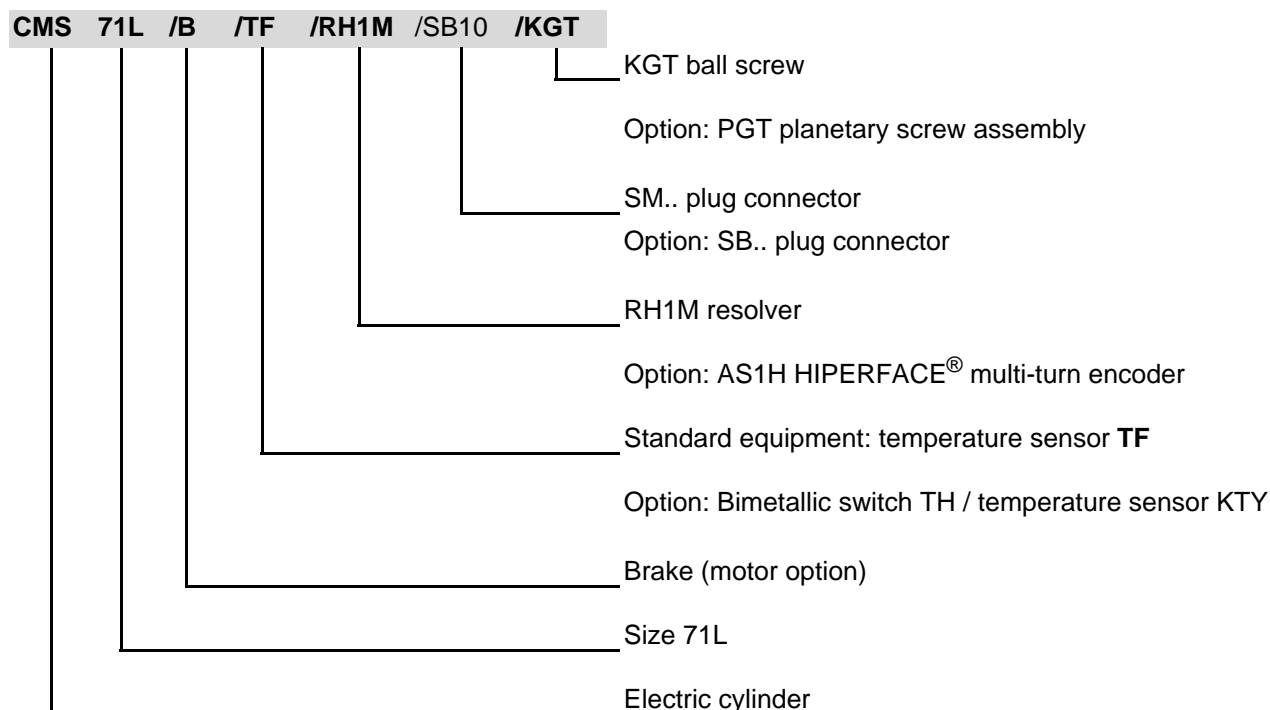 CMS 71L /B /TF /RH1M /SB10 /KGT
KGT ball screw
Option: PGT planetary screw assembly
SM.. plug connector
Option: SB.. plug connector
RH1M resolver
Option: AS1H HIPERFACE® multi-turn encoder
Standard equipment: temperature sensor TF
Option: Bimetallic switch TH / temperature sensor KTY
Brake (motor option)
Size 71L
Electric cylinder